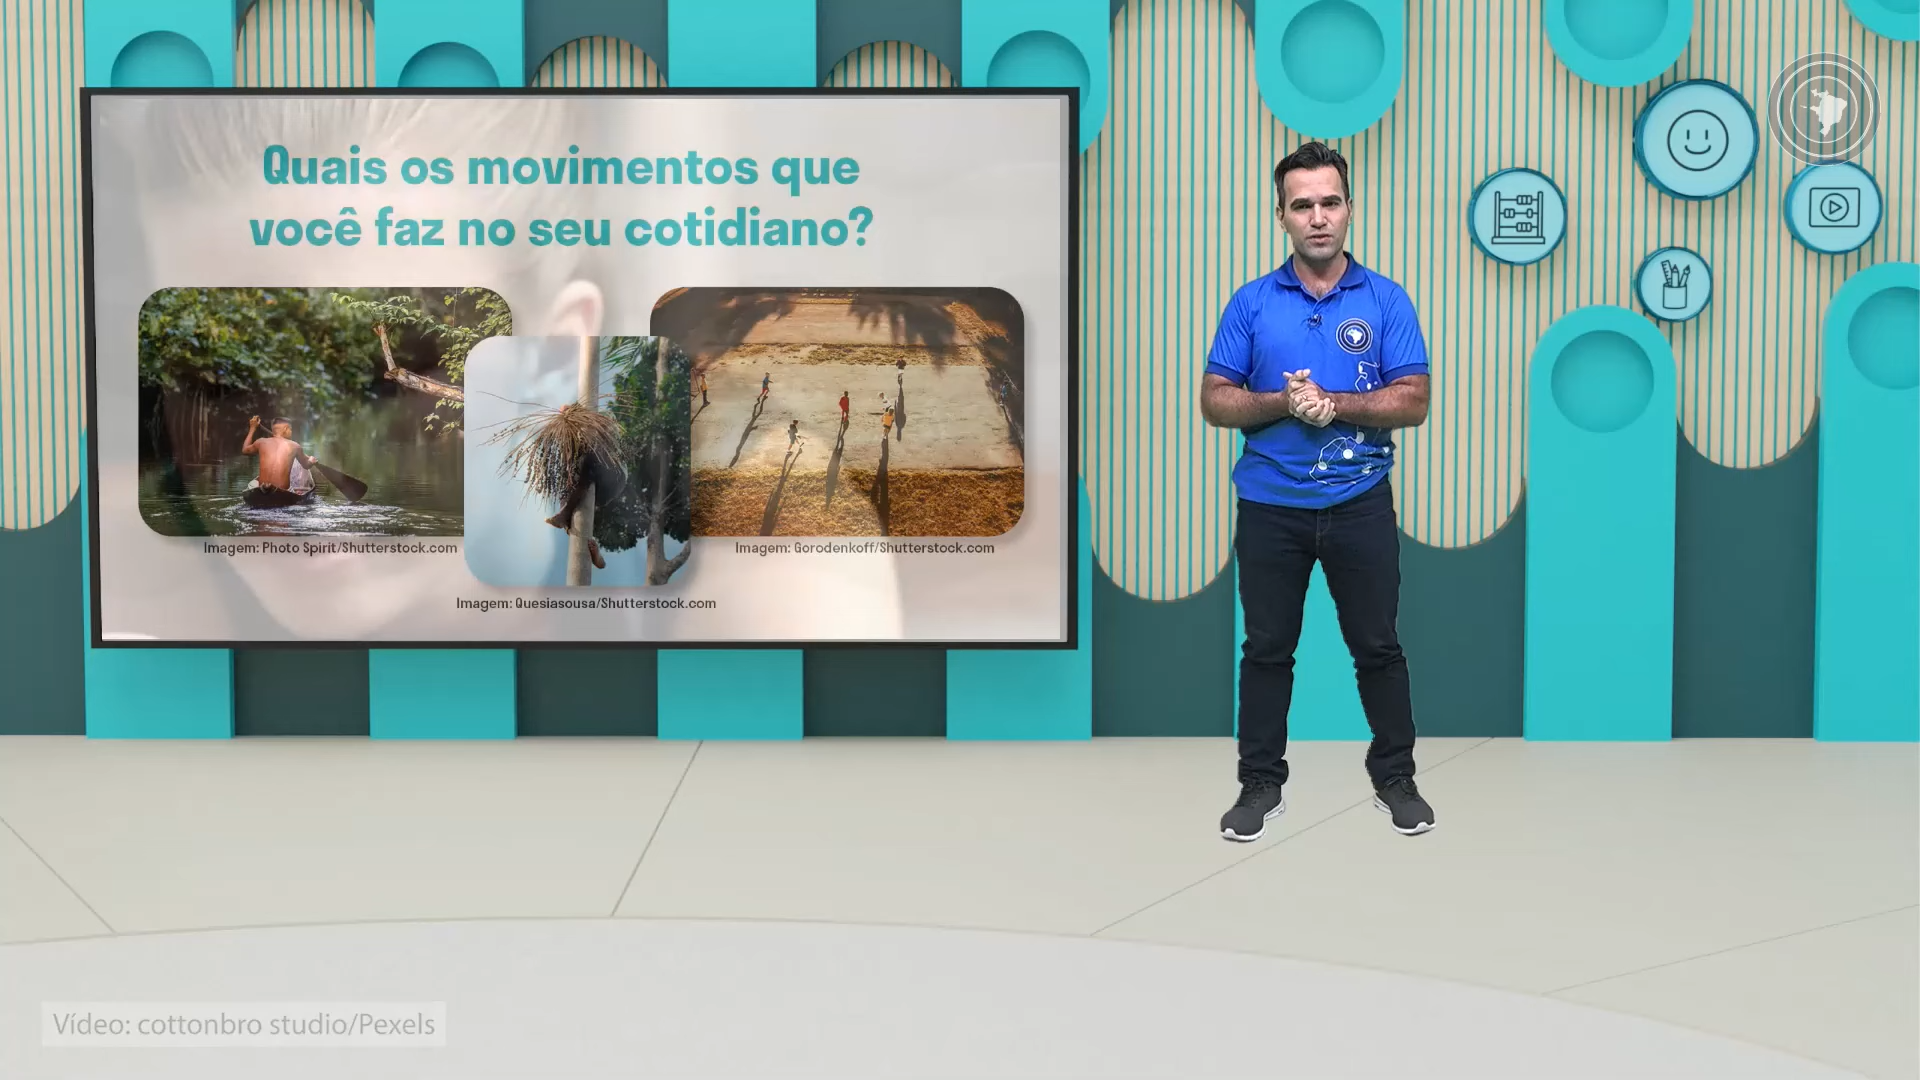 Quais os movimentos que
você faz no seu cotidiano?
Imagem: Photo Spirit/Shutterstock.com
Imagem: Gorodenkoff/Shutterstock.com
Imagem: Quesiasousa/Shutterstock.com
Vídeo: cottonbro studio/Pexels